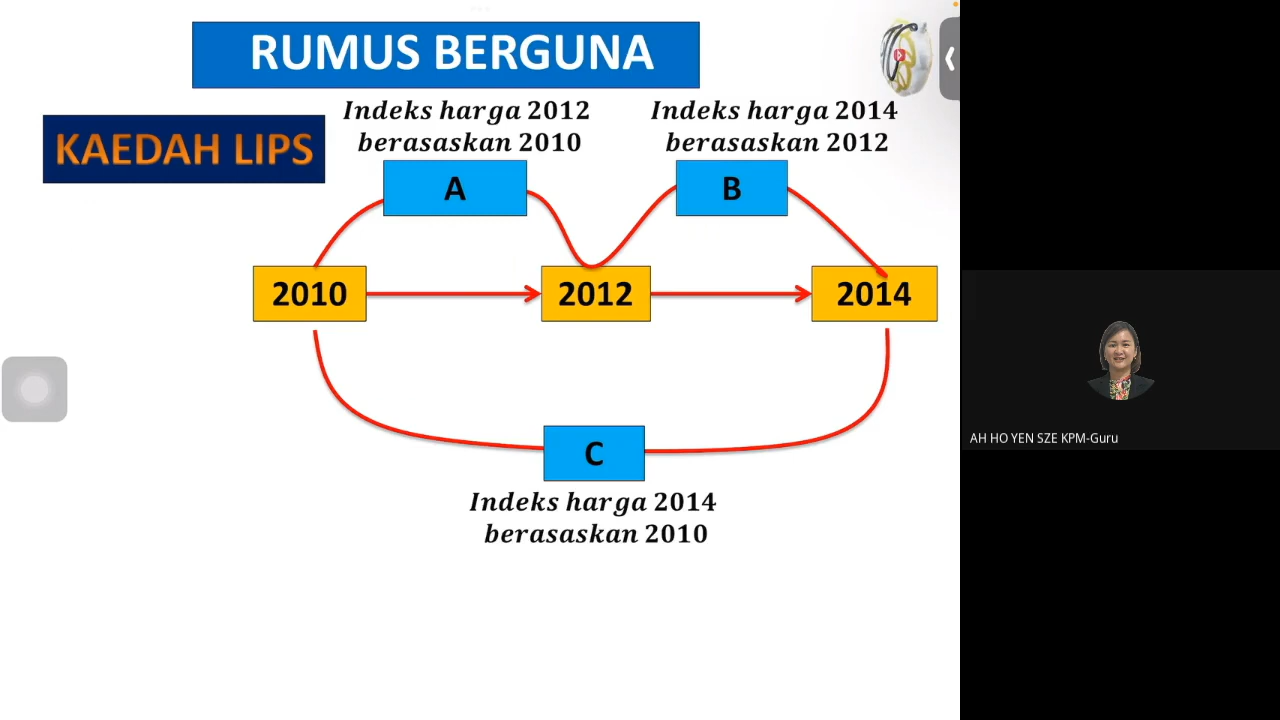 RUMUS BERGUNA
KAEDAH LIPS
Indeks harga 2012
berasaskan 2010
Indeks harga 2014
berasaskan 2012
A
B
2010
2012
2014
C
Indeks harga 2014
berasaskan 2010
AH HO YEN SZE KPM-Guru